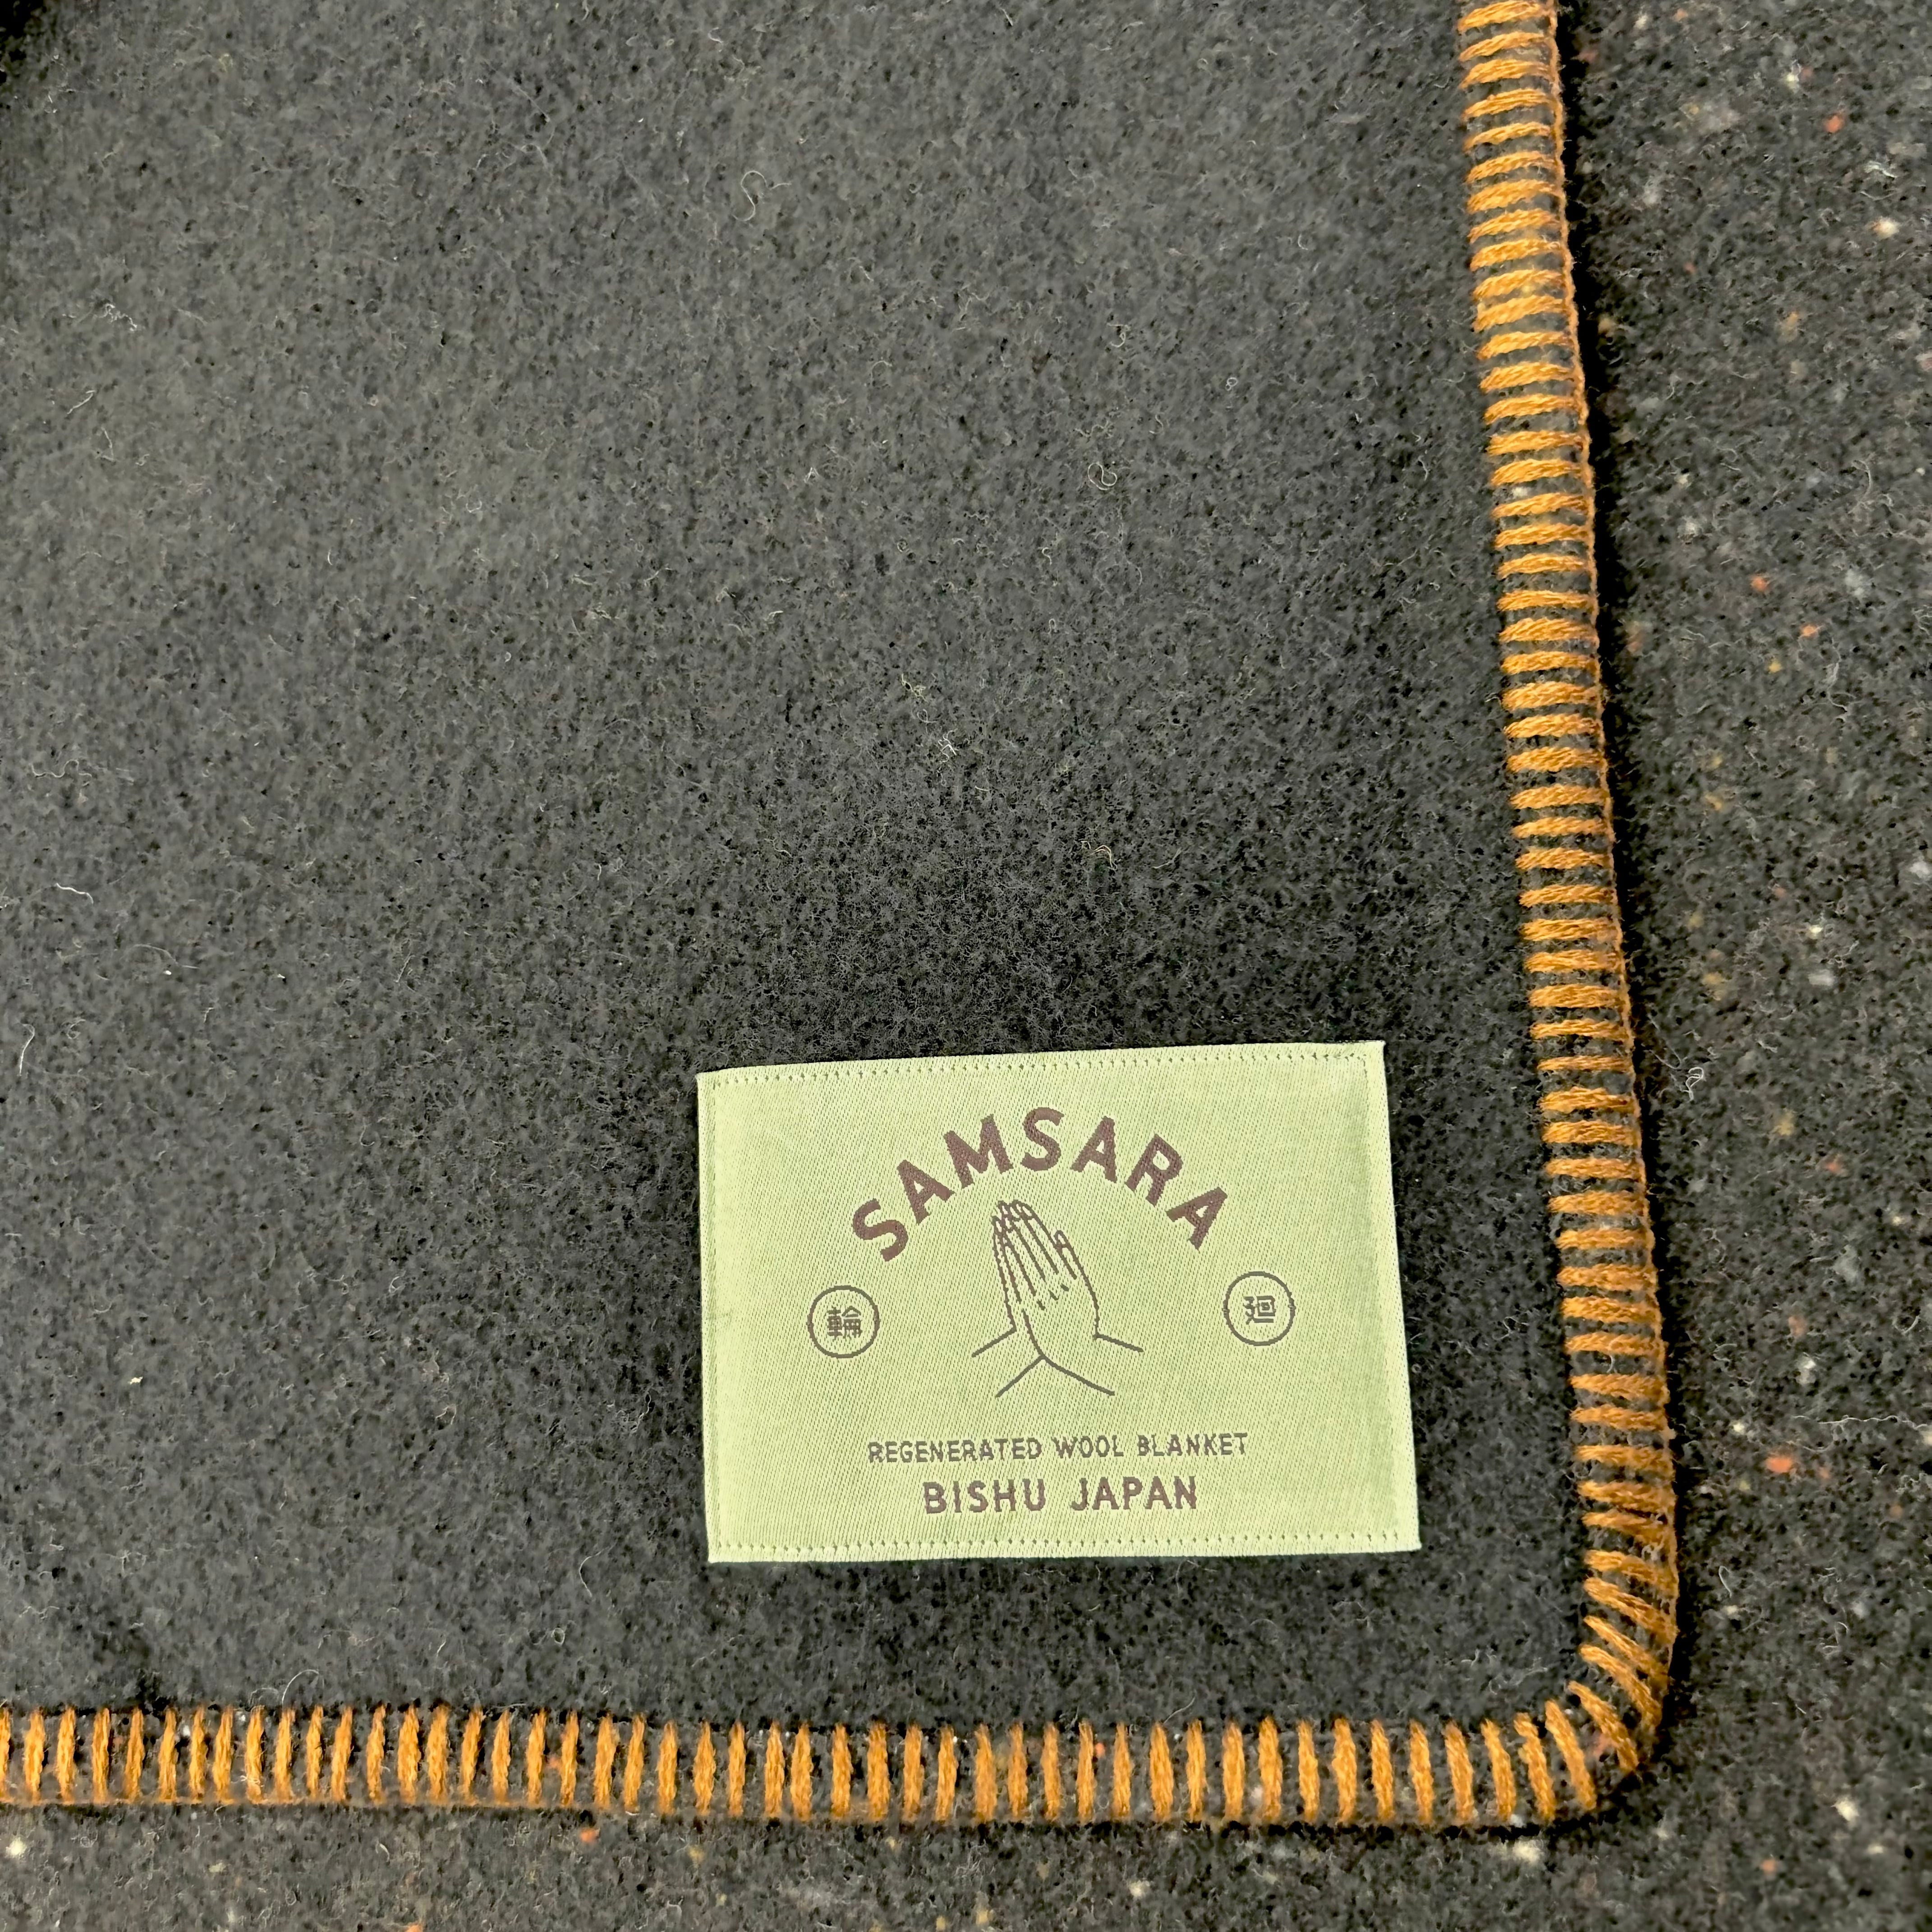 SAMSARA
輪 廻
REGENERATED WOOL BLANKET
BISHU JAPAN